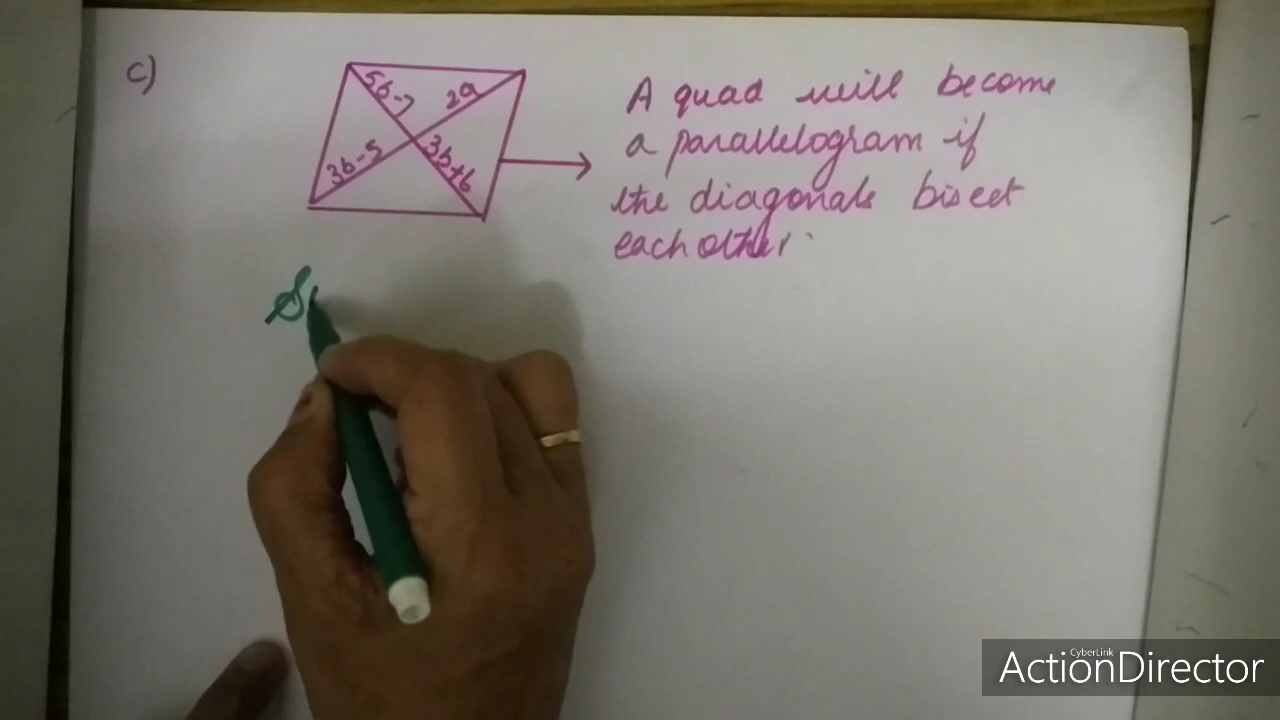 c)
5b-7
2a
3b-5
3b+6
A quad will become
a parallelogram if
the diagonals bisect
each other.
So
CyberLink
ActionDirector